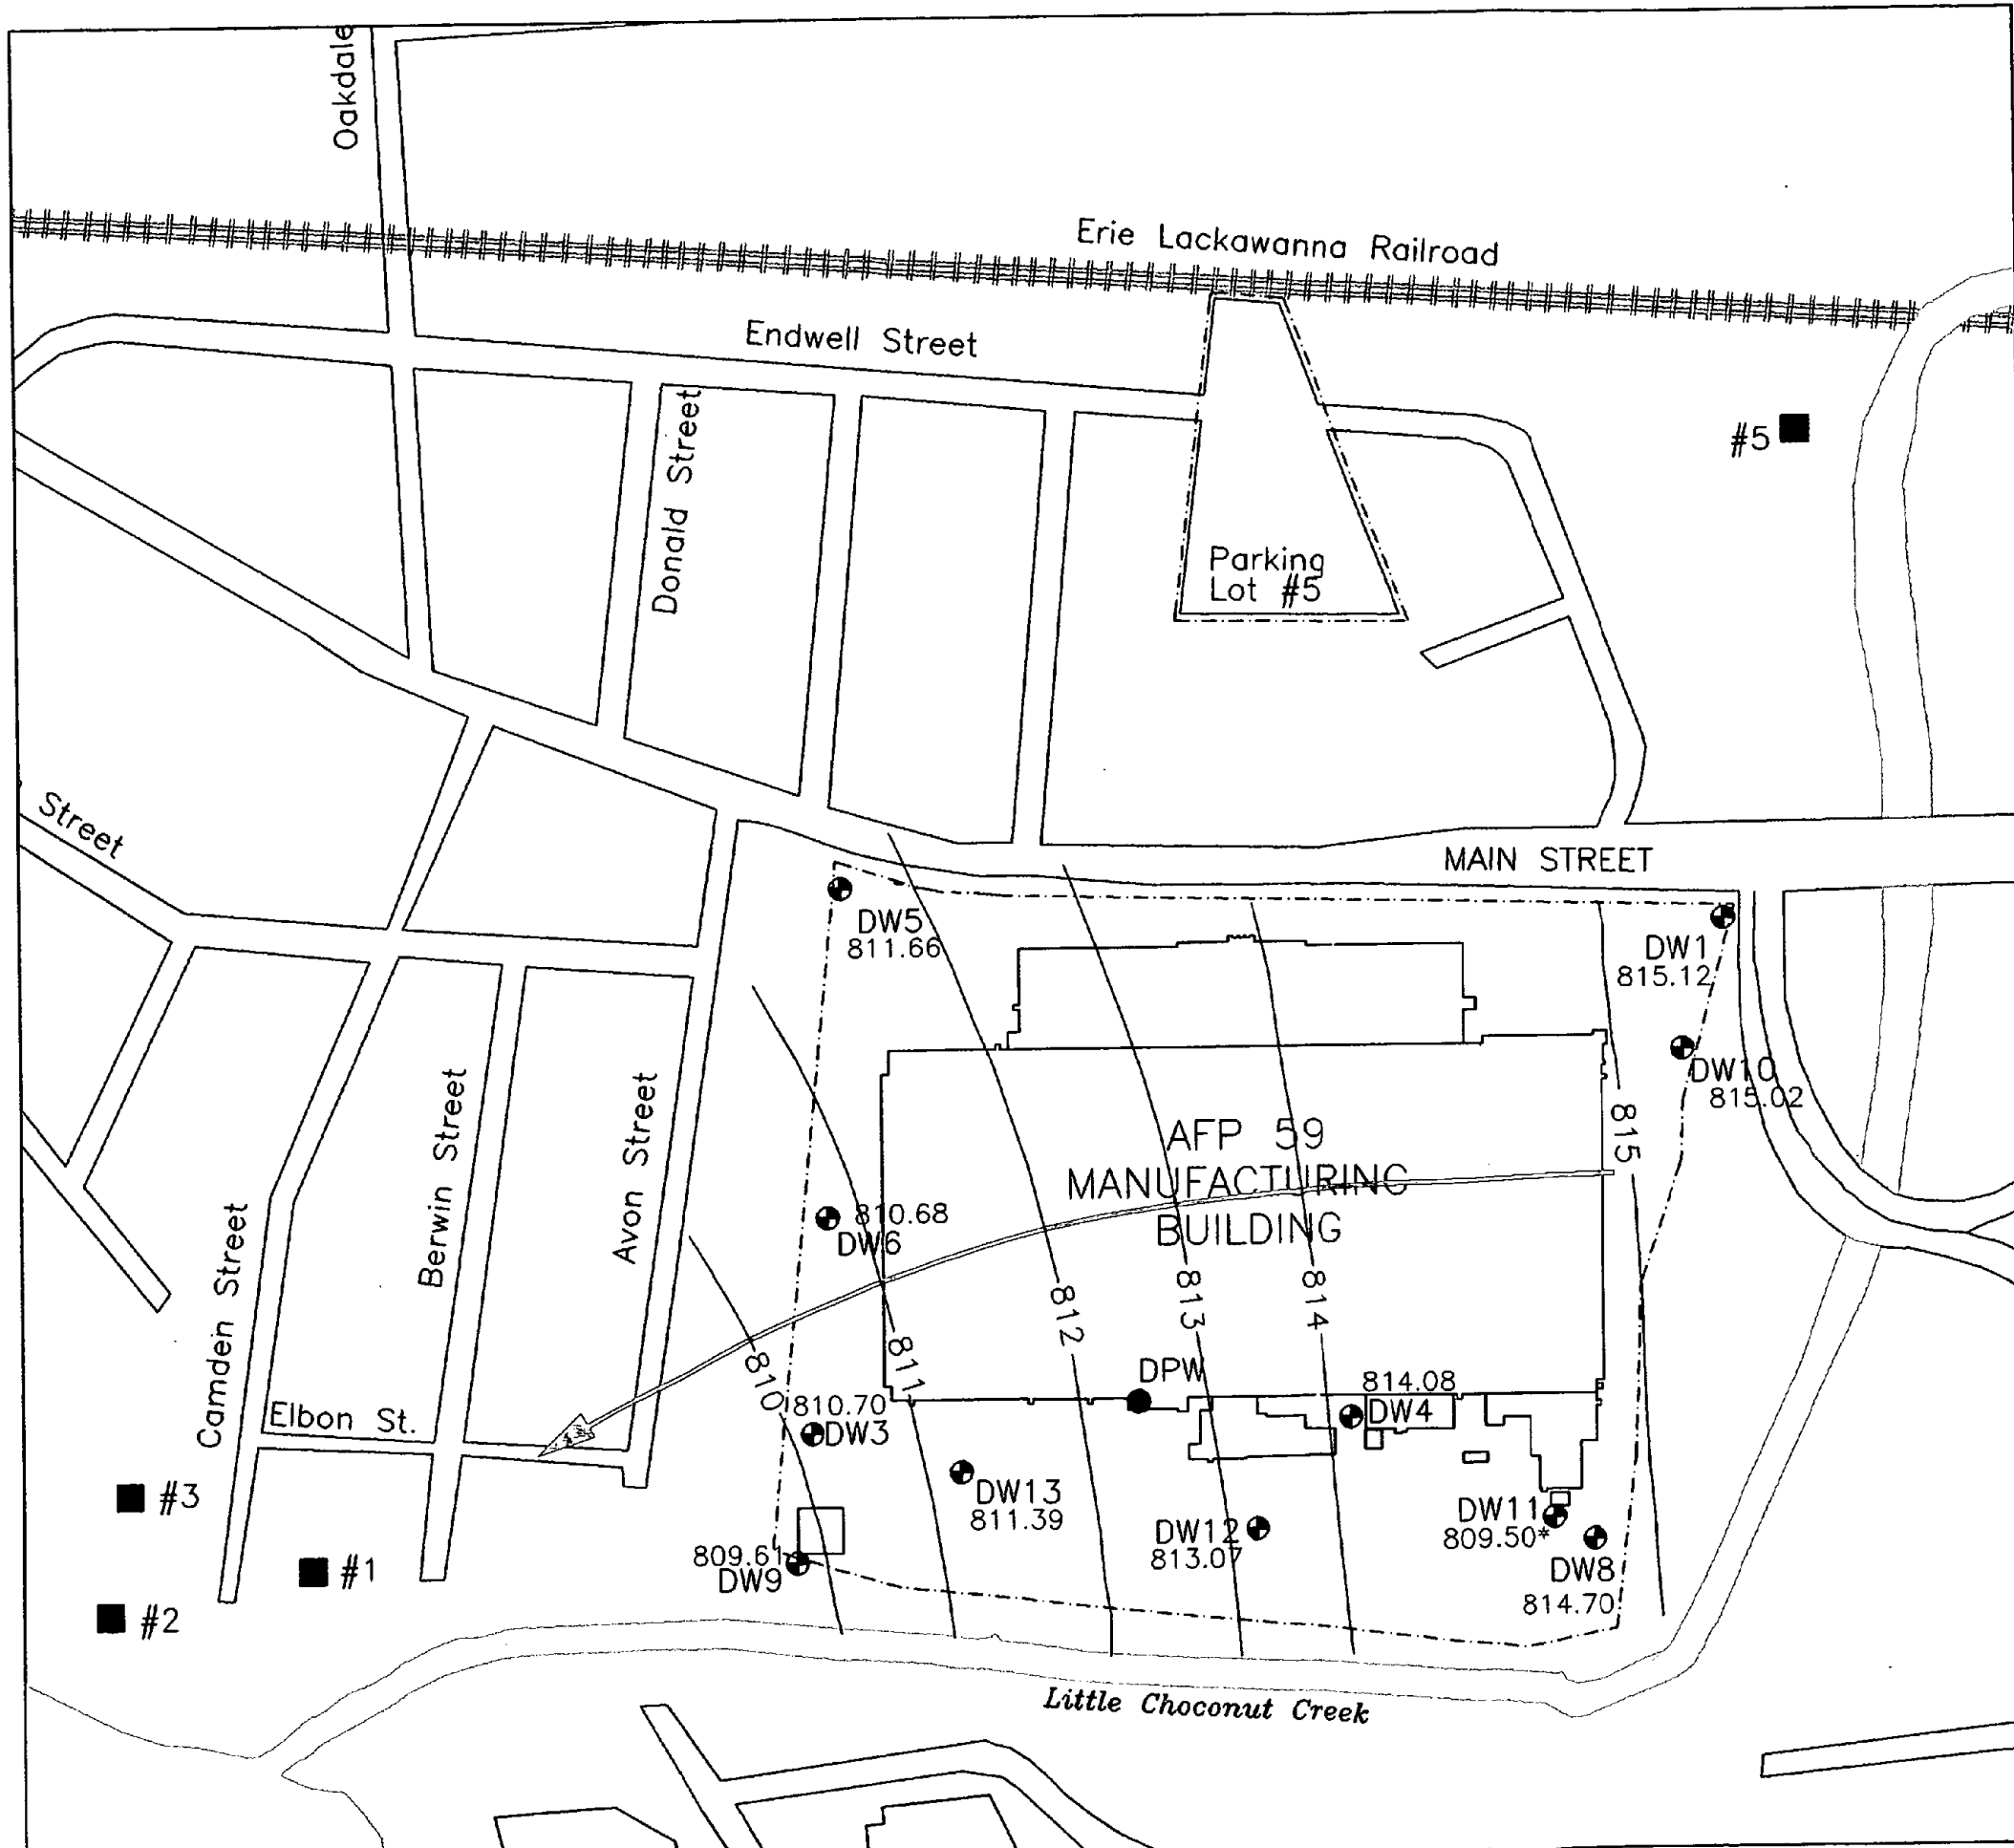 Oakdale
Erie Lackawanna Railroad
Endwell Street
#5
Donald Street
Parking
Lot #5
Street
MAIN STREET
DW5
811.66
DW1
815.12
DW10
815.02
815
AFP 59
MANUFACTURING
BUILDING
Camden Street
Berwin Street
Avon Street
810.68
DW6
812
813
814
811
810
DPW
814.08
DW4
810.70
DW3
Elbon St.
DW13
811.39
DW12
813.07
DW11
809.50*
DW8
814.70
809.61
DW9
#3
#1
#2
Little Choconut Creek